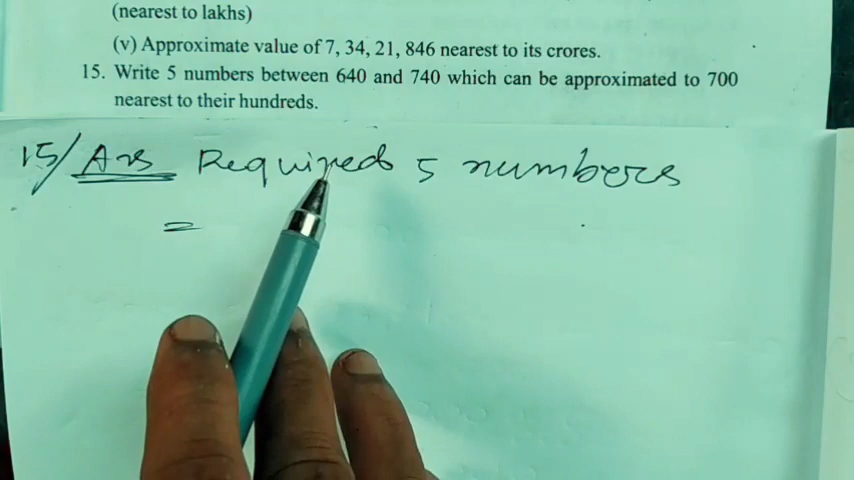 (nearest to lakhs)
(v) Approximate value of 7, 34, 21, 846 nearest to its crores.
15. Write 5 numbers between 640 and 740 which can be approximated to 700
nearest to their hundreds.
15/ Ans Required 5 numbers
=